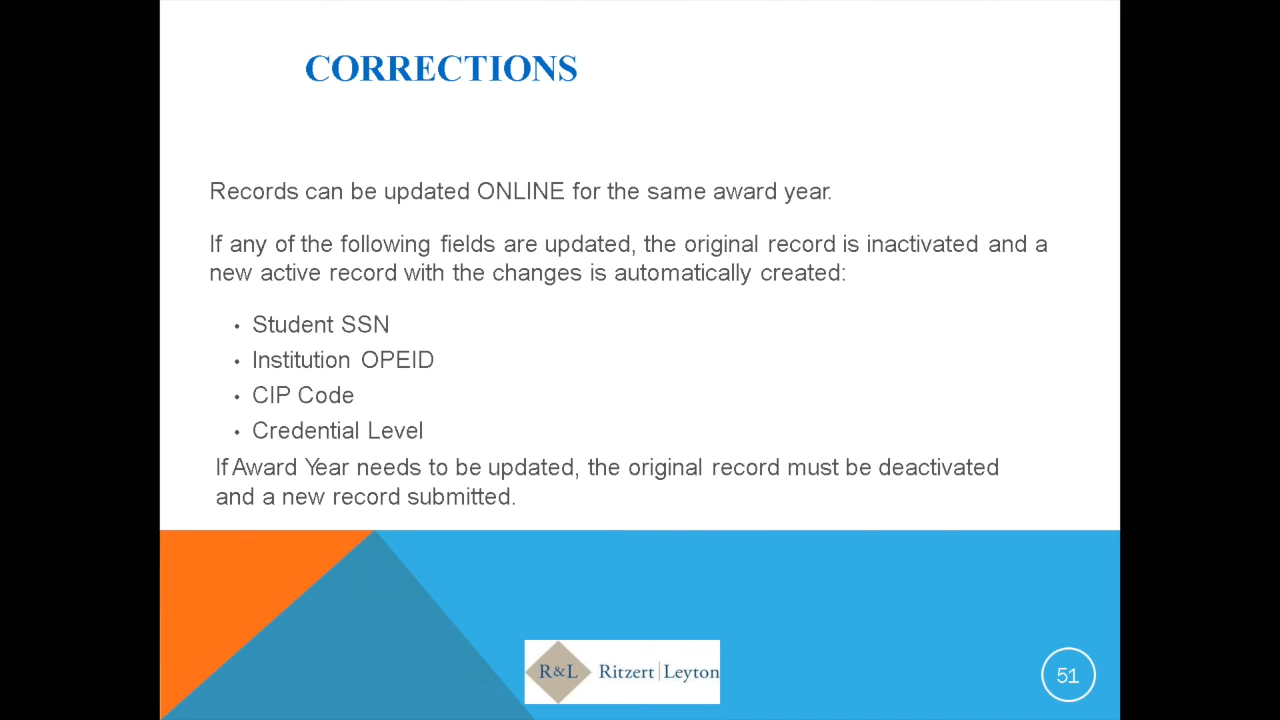 CORRECTIONS
Records can be updated ONLINE for the same award year.
If any of the following fields are updated, the original record is inactivated and a
new active record with the changes is automatically created:
• Student SSN
• Institution OPEID
• CIP Code
• Credential Level
If Award Year needs to be updated, the original record must be deactivated
and a new record submitted.
R&L Ritzert|Leyton
51